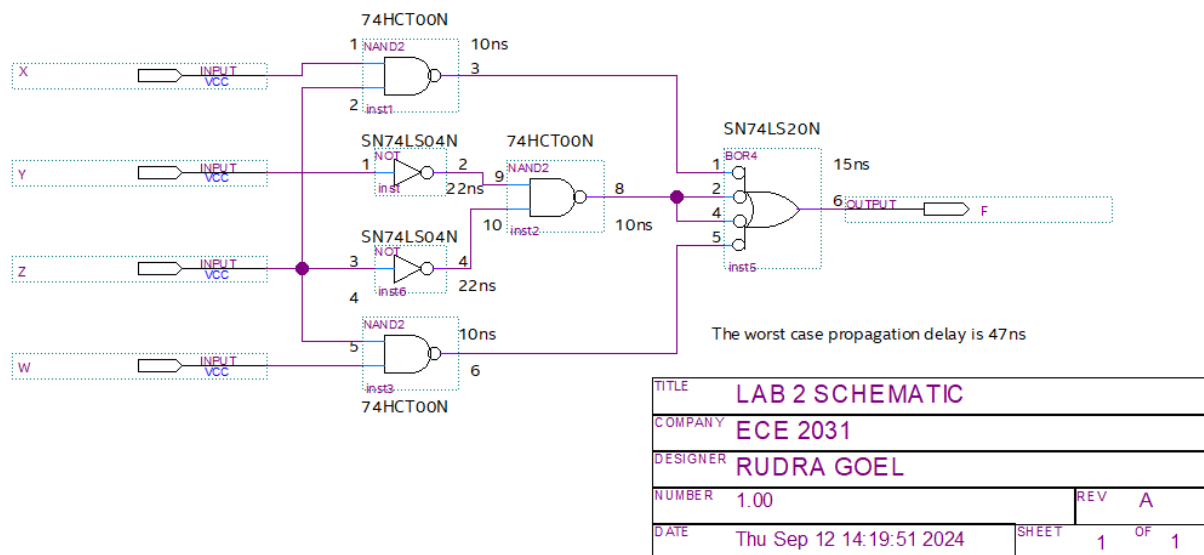 74HCT00N
1 NAND2 10ns
3
X INPUT
VCC
2 inst1
SN74LS04N 74HCT00N SN74LS20N
1 NOT 2 NAND2 1 BOR4 15ns
Y INPUT
VCC
inst 22ns 9 8 2 6 OUTPUT F
10 inst2 10ns 4
SN74LS04N 5
NOT inst5
Z INPUT 3 4
VCC
inst6 22ns
4
NAND2 10ns
The worst case propagation delay is 47ns
5
W INPUT 6
VCC
inst3
74HCT00N
TITLE LAB 2 SCHEMATIC
COMPANY ECE 2031
DESIGNER RUDRA GOEL
NUMBER 1.00 REV A
DATE Thu Sep 12 14:19:51 2024 SHEET 1 OF 1